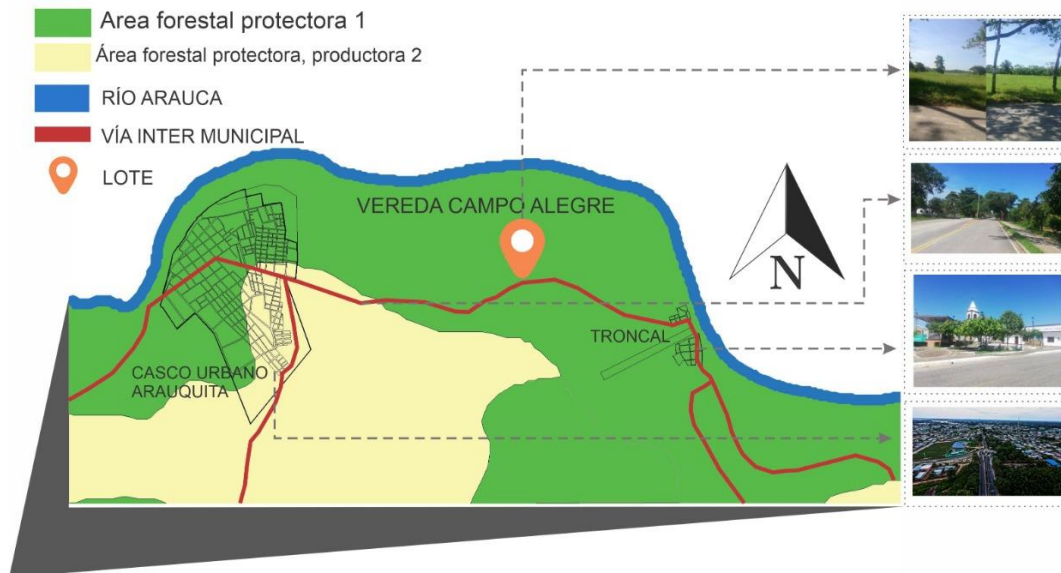 Area forestal protectora 1
Área forestal protectora, productora 2
RÍO ARAUCA
VÍA INTER MUNICIPAL
LOTE
VEREDA CAMPO ALEGRE
N
TRONCAL
CASCO URBANO
ARAUQUITA